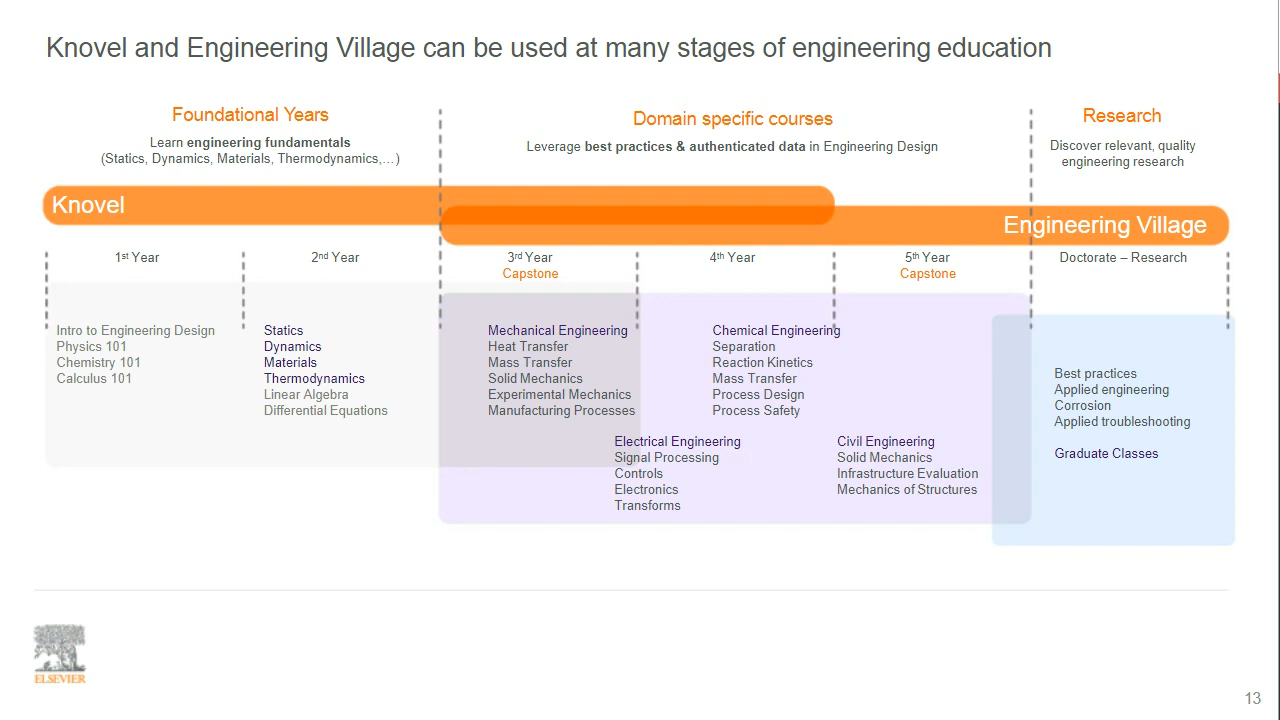 Knovel and Engineering Village can be used at many stages of engineering education
Foundational Years
Learn engineering fundamentals
(Statics, Dynamics, Materials, Thermodynamics,…)
Domain specific courses
Leverage best practices & authenticated data in Engineering Design
Research
Discover relevant, quality
engineering research
Knovel
Engineering Village
1st Year
2nd Year
3rd Year
Capstone
4th Year
5th Year
Capstone
Doctorate – Research
Intro to Engineering Design
Physics 101
Chemistry 101
Calculus 101
Statics
Dynamics
Materials
Thermodynamics
Linear Algebra
Differential Equations
Mechanical Engineering
Heat Transfer
Mass Transfer
Solid Mechanics
Experimental Mechanics
Manufacturing Processes
Chemical Engineering
Separation
Reaction Kinetics
Mass Transfer
Process Design
Process Safety
Electrical Engineering
Signal Processing
Controls
Electronics
Transforms
Civil Engineering
Solid Mechanics
Infrastructure Evaluation
Mechanics of Structures
Best practices
Applied engineering
Corrosion
Applied troubleshooting
Graduate Classes
ELSEVIER
13